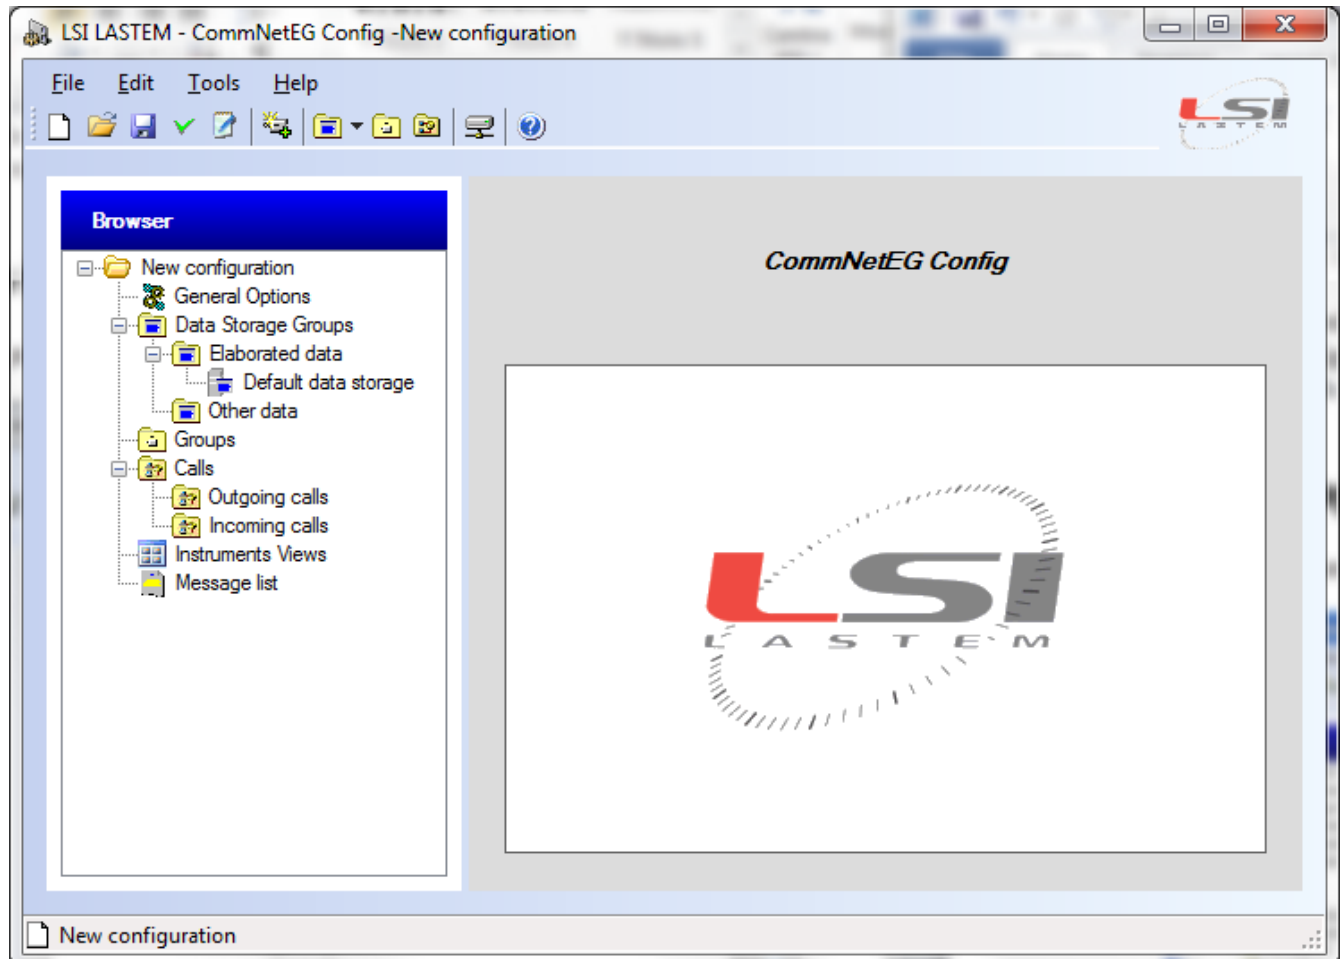 LSI LASTEM - CommNetEG Config -New configuration
File Edit Tools Help
LSI
LASTEM
Browser
New configuration
General Options
Data Storage Groups
Elaborated data
Default data storage
Other data
Groups
Calls
Outgoing calls
Incoming calls
Instruments Views
Message list
CommNetEG Config
LSI
LASTEM
New configuration